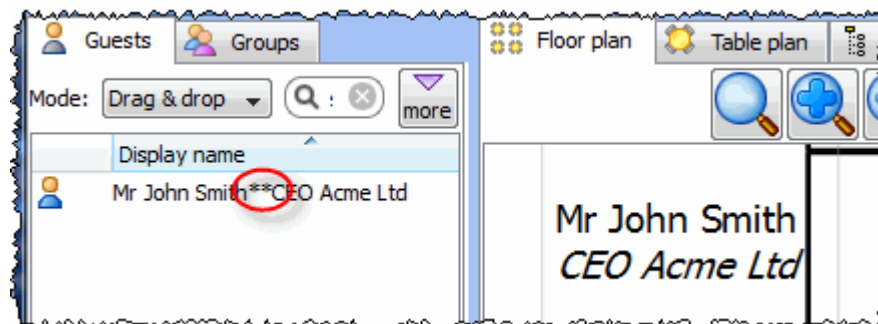 Guests Groups
Floor plan Table plan
Mode: Drag & drop : more
Display name
Mr John Smith**CEO Acme Ltd
Mr John Smith
CEO Acme Ltd